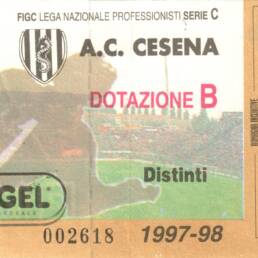 FIGC LEGA NAZIONALE PROFESSIONISTI SERIE C
A.C. CESENA
DOTAZIONE B
GEL
Distinti
002618 1997-98